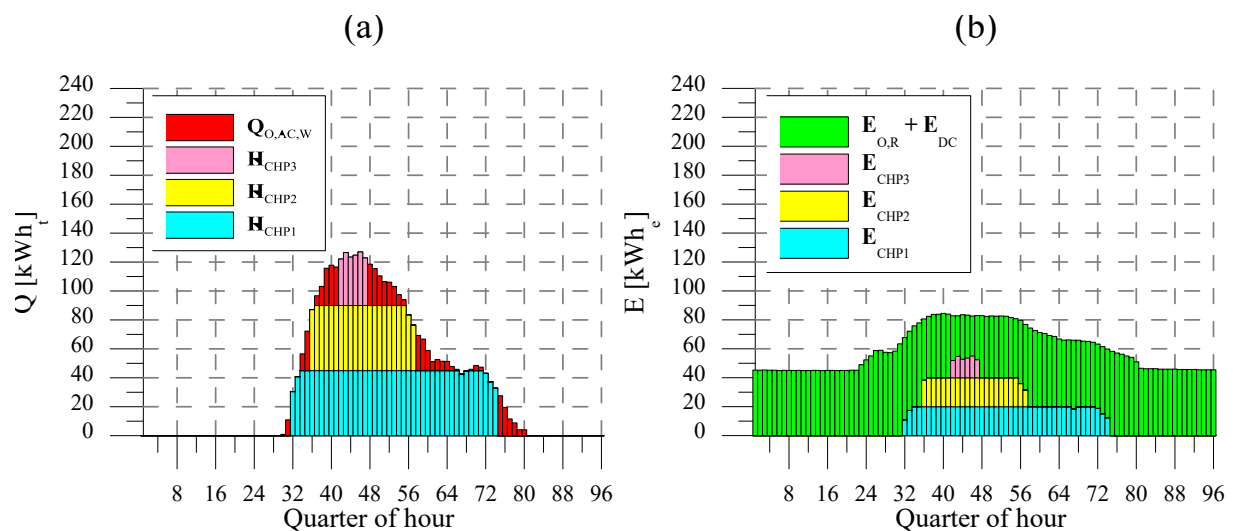 (a)
240
220
200
180
160
140
120
100
80
60
40
20
0
Q [kWh_t]
Q_O,AC,W
H_CHP3
H_CHP2
H_CHP1
8 16 24 32 40 48 56 64 72 80 88 96
Quarter of hour
(b)
240
220
200
180
160
140
120
100
80
60
40
20
0
E [kWh_e]
E_O,R + E_DC
E_CHP3
E_CHP2
E_CHP1
8 16 24 32 40 48 56 64 72 80 88 96
Quarter of hour